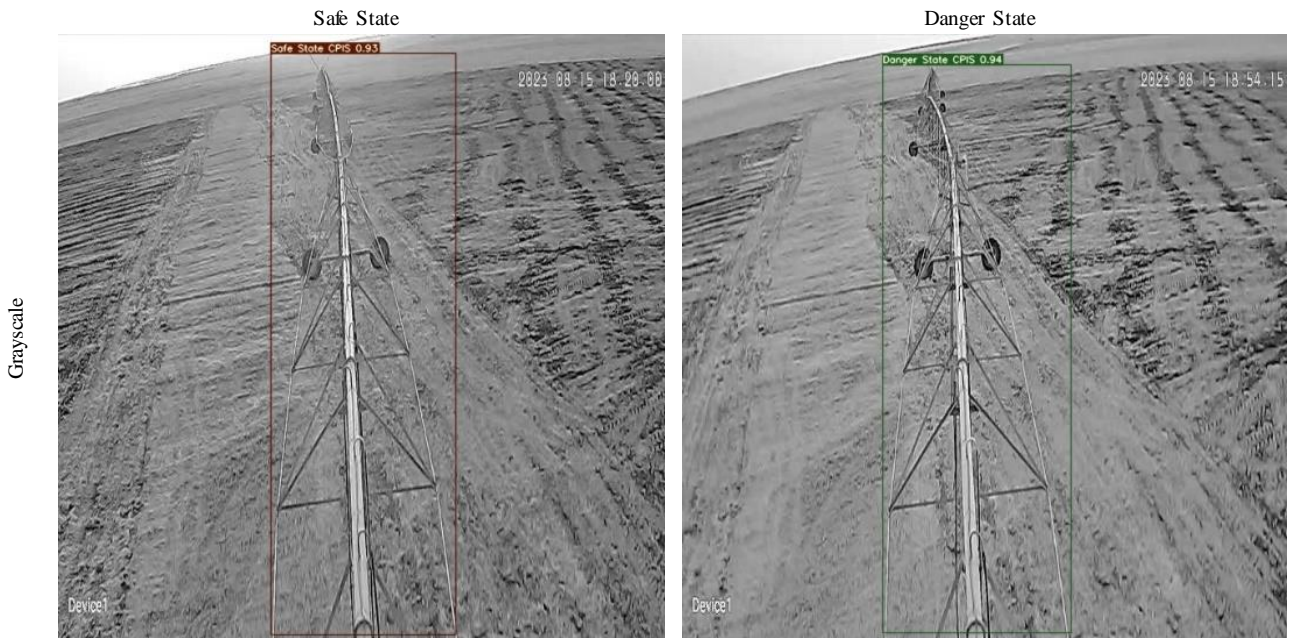 Safe State
Danger State
Grayscale
Safe State CPIS 0.93
2023-08-15 18:20:00
Device1
Danger State CPIS 0.94
2023-08-15 18:54:15
Device1